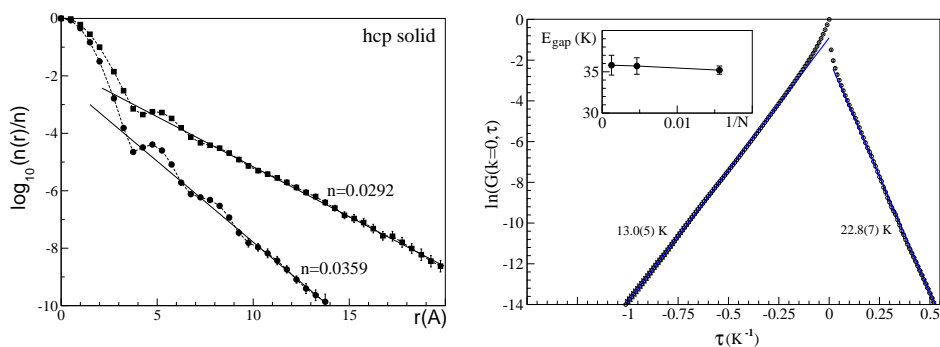 hcp solid
log₁₀(n(r)/n)
0
-2
-4
-6
-8
-10
n=0.0292
n=0.0359
0
5
10
15
r(A)
ln(G(k=0,τ)
0
-2
-4
-6
-8
-10
-12
-14
E_gap (K)
40
35
30
0
0.01
1/N
13.0(5) K
22.8(7) K
-1
-0.75
-0.5
-0.25
0
0.25
0.5
τ(K⁻¹)